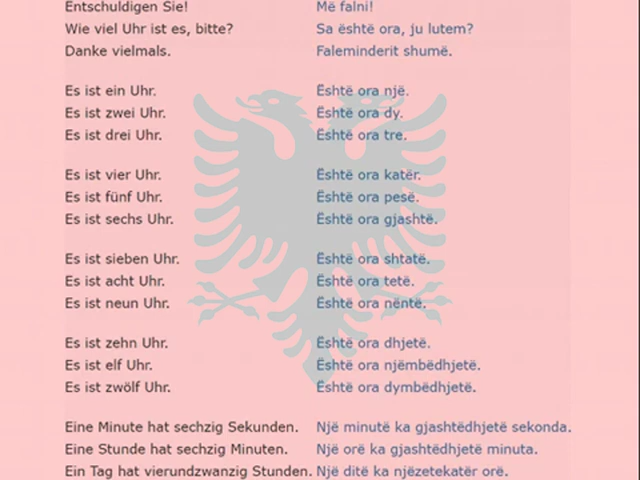 Entschuldigen Sie! Më falni!
Wie viel Uhr ist es, bitte? Sa është ora, ju lutem?
Danke vielmals. Faleminderit shumë.
Es ist ein Uhr. Është ora një.
Es ist zwei Uhr. Është ora dy.
Es ist drei Uhr. Është ora tre.
Es ist vier Uhr. Është ora katër.
Es ist fünf Uhr. Është ora pesë.
Es ist sechs Uhr. Është ora gjashtë.
Es ist sieben Uhr. Është ora shtatë.
Es ist acht Uhr. Është ora tetë.
Es ist neun Uhr. Është ora nëntë.
Es ist zehn Uhr. Është ora dhjetë.
Es ist elf Uhr. Është ora njëmbëdhjetë.
Es ist zwölf Uhr. Është ora dymbëdhjetë.
Eine Minute hat sechzig Sekunden. Një minutë ka gjashtëdhjetë sekonda.
Eine Stunde hat sechzig Minuten. Një orë ka gjashtëdhjetë minuta.
Ein Tag hat vierundzwanzig Stunden. Një ditë ka njëzetekatër orë.